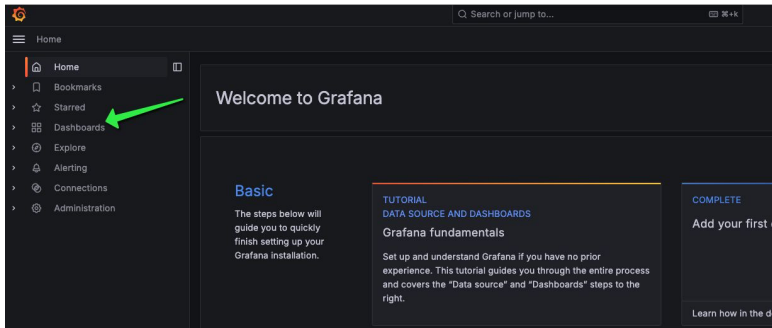 Search or jump to...
⌘+k
Home
Home
Bookmarks
Starred
Dashboards
Explore
Alerting
Connections
Administration
Welcome to Grafana
Basic
The steps below will
guide you to quickly
finish setting up your
Grafana installation.
TUTORIAL
DATA SOURCE AND DASHBOARDS
Grafana fundamentals
Set up and understand Grafana if you have no prior
experience. This tutorial guides you through the entire process
and covers the “Data source” and “Dashboards” steps to the
right.
COMPLETE
Add your first
Learn how in the